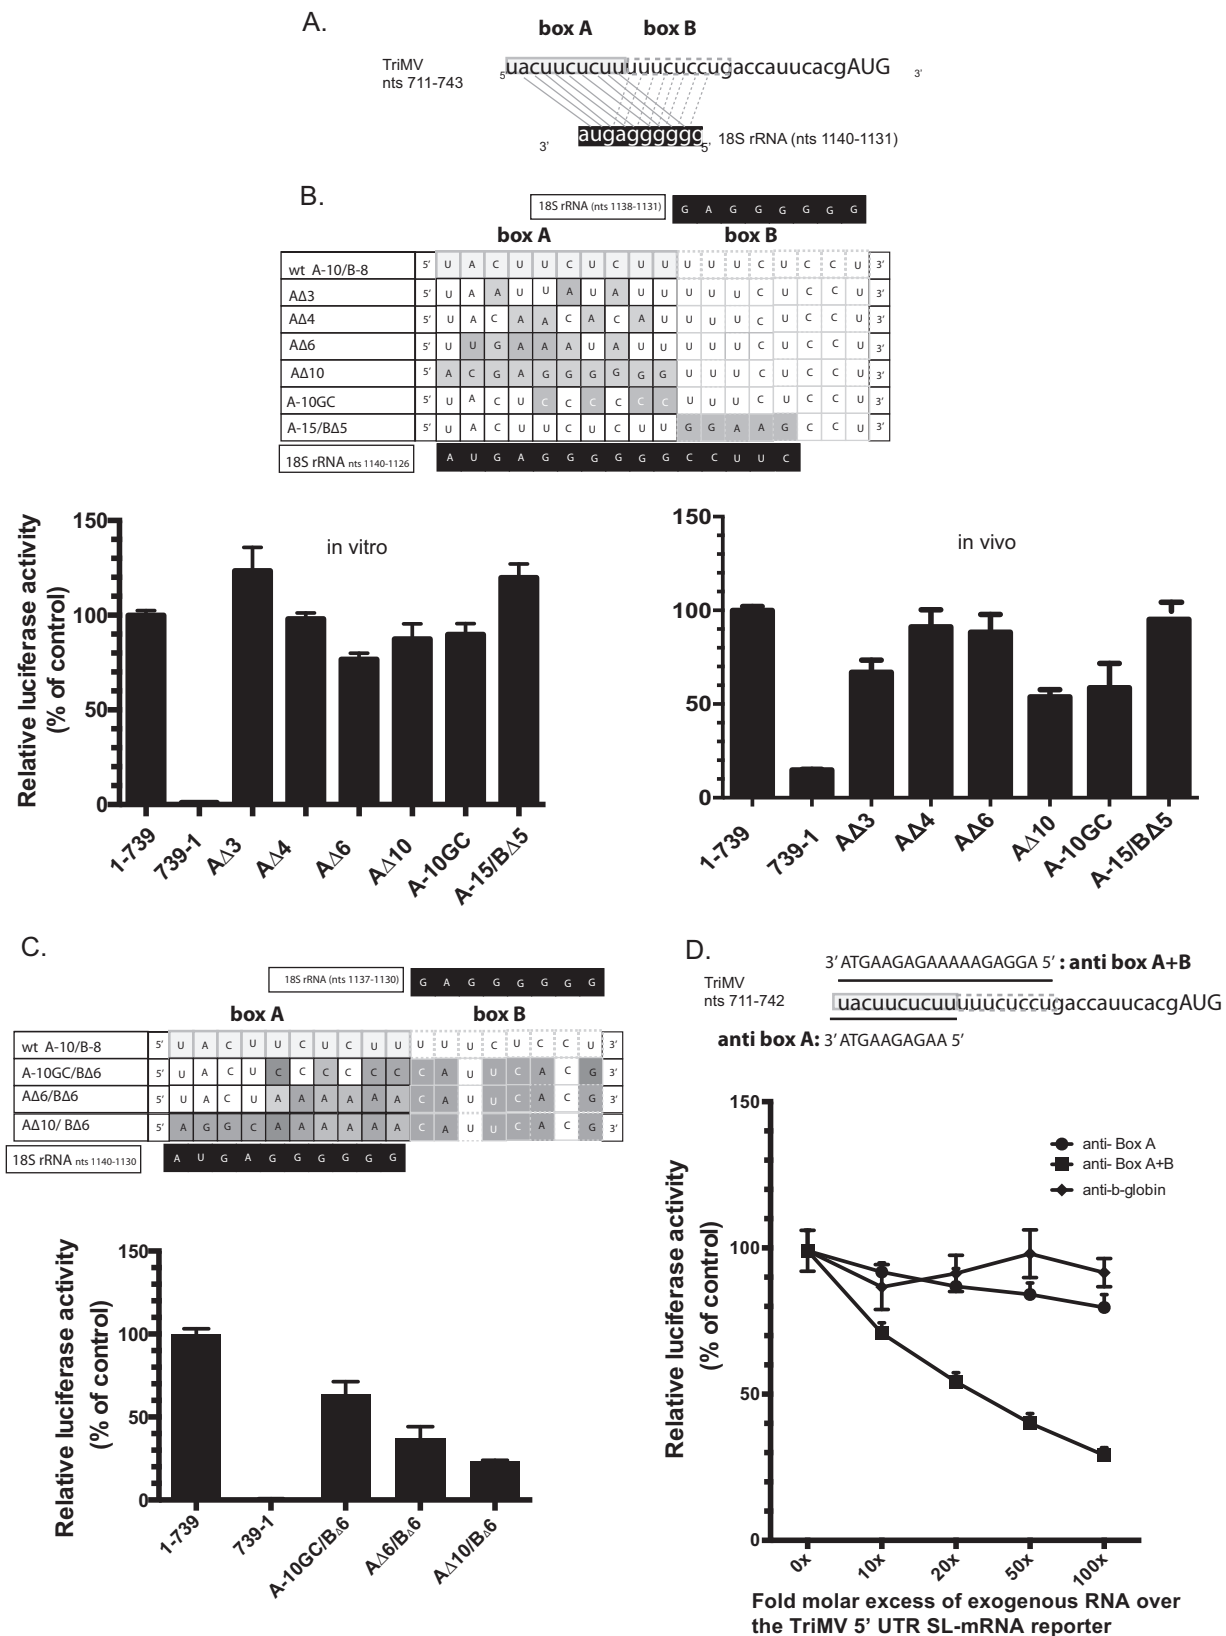 A.
box A box B
TriMV
nts 711-743
5' uacuucucuuuuucuccugaccauucacgAUG 3'
3' augagggggg 5' 18S rRNA (nts 1140-1131)
B.
18S rRNA (nts 1138-1131) G A G G G G G G
box A box B
wt A-10/B-8 5' U A C U U C U C U U U U U C U C C U 3'
AΔ3 5' U A A U U A U A U U U U U C U C C U 3'
AΔ4 5' U A C A A C A C A U U U U C U C C U 3'
AΔ6 5' U U G A A A U A U U U U U C U C C U 3'
AΔ10 5' A C G A G G G G G G U U U C U C C U 3'
A-10GC 5' U A C U C C C C C C U U U C U C C U 3'
A-15/BΔ5 5' U A C U U C U C U U G G A A G C C U 3'
18S rRNA nts 1140-1126 A U G A G G G G G G C C U U C
Relative luciferase activity
(% of control)
150
100
50
0
in vitro
1-739
739-1
AΔ3
AΔ4
AΔ6
AΔ10
A-10GC
A-15/BΔ5
150
100
50
0
in vivo
1-739
739-1
AΔ3
AΔ4
AΔ6
AΔ10
A-10GC
A-15/BΔ5
C.
18S rRNA (nts 1137-1130) G A G G G G G G
box A box B
wt A-10/B-8 5' U A C U U C U C U U U U U C U C C U 3'
A-10GC/BΔ6 5' U A C U C C C C C C C A U U C A C G 3'
AΔ6/BΔ6 5' U A C U A A A A A A C A U U C A C G 3'
AΔ10/ BΔ6 5' A G G C A A A A A A C A U U C A C G 3'
18S rRNA nts 1140-1130 A U G A G G G G G G
Relative luciferase activity
(% of control)
150
100
50
0
1-739
739-1
A-10GC/BΔ6
AΔ6/BΔ6
AΔ10/BΔ6
D.
3' ATGAAGAGAAAAAGAGGA 5' : anti box A+B
TriMV
nts 711-742
uacuucucuuuuucuccugaccauucacgAUG
anti box A: 3' ATGAAGAGAA 5'
Relative luciferase activity
(% of control)
150
100
50
0
anti- Box A
anti- Box A+B
anti-b-globin
0x
10x
20x
50x
100x
Fold molar excess of exogenous RNA over
the TriMV 5' UTR SL-mRNA reporter